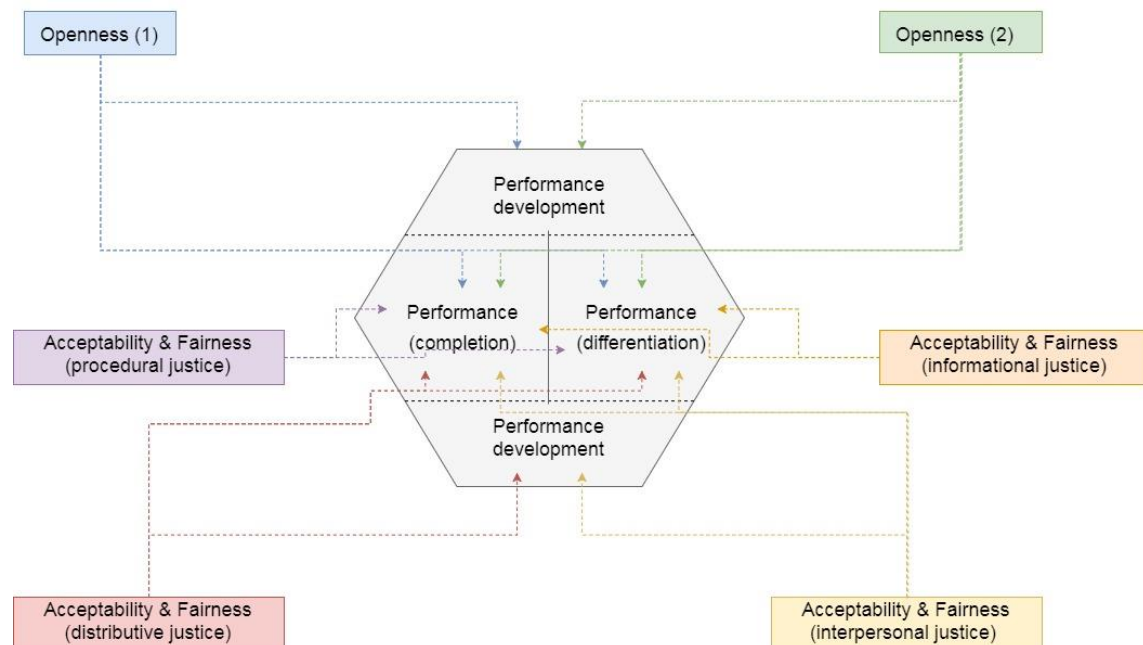 Openness (1)
Openness (2)
Performance
development
Performance
(completion)
Performance
(differentiation)
Acceptability & Fairness
(procedural justice)
Acceptability & Fairness
(informational justice)
Performance
development
Acceptability & Fairness
(distributive justice)
Acceptability & Fairness
(interpersonal justice)